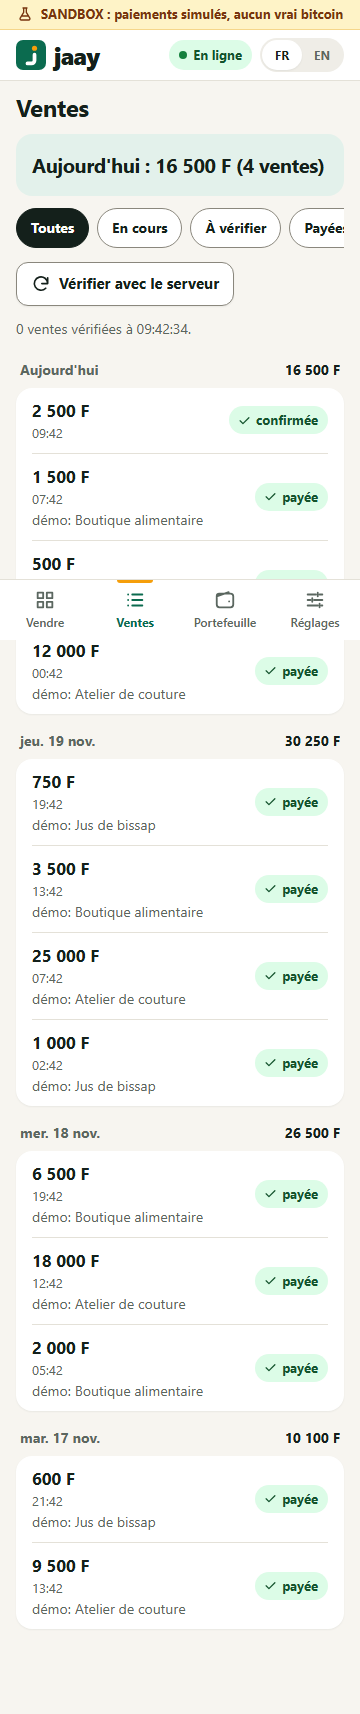 SANDBOX : paiements simulés, aucun vrai bitcoin
jaay
En ligne
FR
EN
Ventes
Aujourd'hui : 16 500 F (4 ventes)
Toutes
En cours
À vérifier
Payées
Vérifier avec le serveur
0 ventes vérifiées à 09:42:34.
Aujourd'hui 16 500 F
2 500 F
09:42
confirmée
1 500 F
07:42
démo: Boutique alimentaire
payée
500 F
Vendre
Ventes
Portefeuille
Réglages
12 000 F
00:42
démo: Atelier de couture
payée
jeu. 19 nov. 30 250 F
750 F
19:42
démo: Jus de bissap
payée
3 500 F
13:42
démo: Boutique alimentaire
payée
25 000 F
07:42
démo: Atelier de couture
payée
1 000 F
02:42
démo: Jus de bissap
payée
mer. 18 nov. 26 500 F
6 500 F
19:42
démo: Boutique alimentaire
payée
18 000 F
12:42
démo: Atelier de couture
payée
2 000 F
05:42
démo: Boutique alimentaire
payée
mar. 17 nov. 10 100 F
600 F
21:42
démo: Jus de bissap
payée
9 500 F
13:42
démo: Atelier de couture
payée